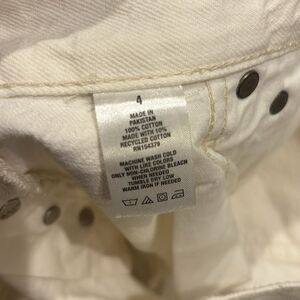 4
MADE IN
PAKISTAN
100% COTTON
MADE WITH 10%
RECYCLED COTTON
RN154379
MACHINE WASH COLD
WITH LIKE COLORS
ONLY NON-CHLORINE BLEACH
WHEN NEEDED
TUMBLE DRY LOW
WARM IRON IF NEEDED